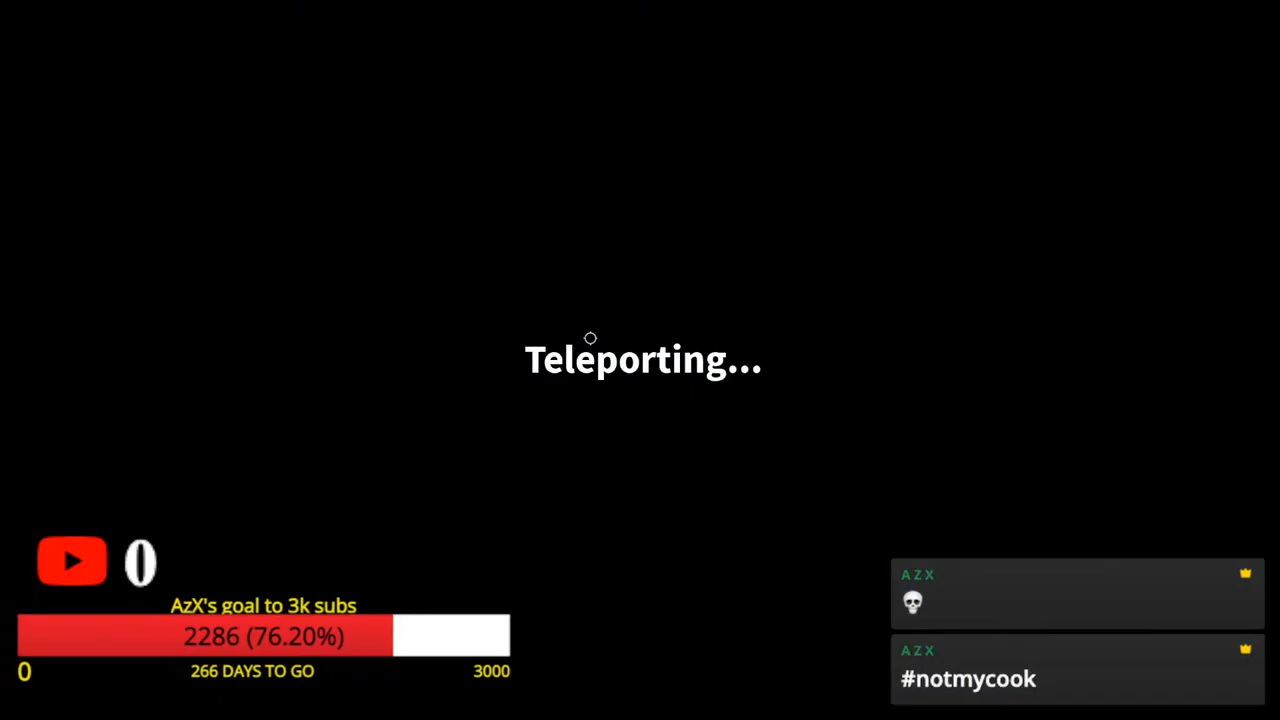 Teleporting...
0
AzX's goal to 3k subs
2286 (76.20%)
0 266 DAYS TO GO 3000
AZX
💀
AZX
#notmycook